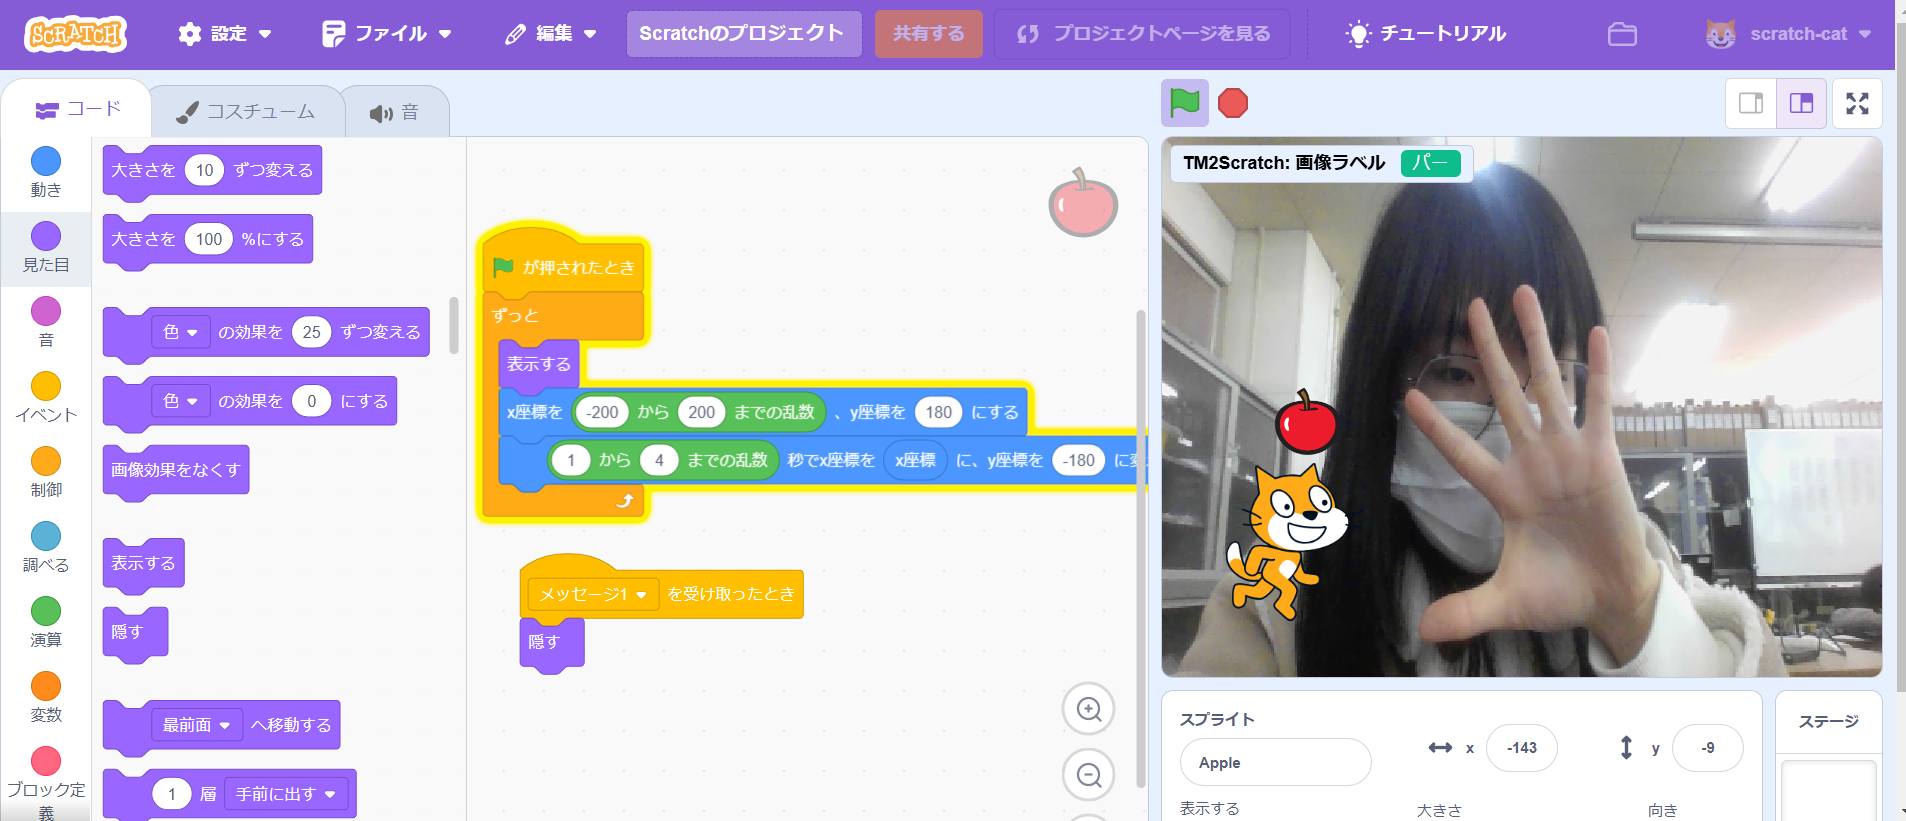 SCRATCH
設定
ファイル
編集
Scratchのプロジェクト
共有する
プロジェクトページを見る
チュートリアル
scratch-cat
コード
コスチューム
音
動き
見た目
音
イベント
制御
調べる
演算
変数
ブロック定
義
大きさを 10 ずつ変える
大きさを 100 %にする
色 の効果を 25 ずつ変える
色 の効果を 0 にする
画像効果をなくす
表示する
隠す
最前面 へ移動する
1 層 手前に出す
が押されたとき
ずっと
表示する
x座標を -200 から 200 までの乱数 、y座標を 180 にする
1 から 4 までの乱数 秒でx座標を x座標 に、y座標を -180 に
メッセージ1 を受け取ったとき
隠す
TM2Scratch: 画像ラベル パー
スプライト
Apple
x -143
y -9
表示する
大きさ
向き
ステージ